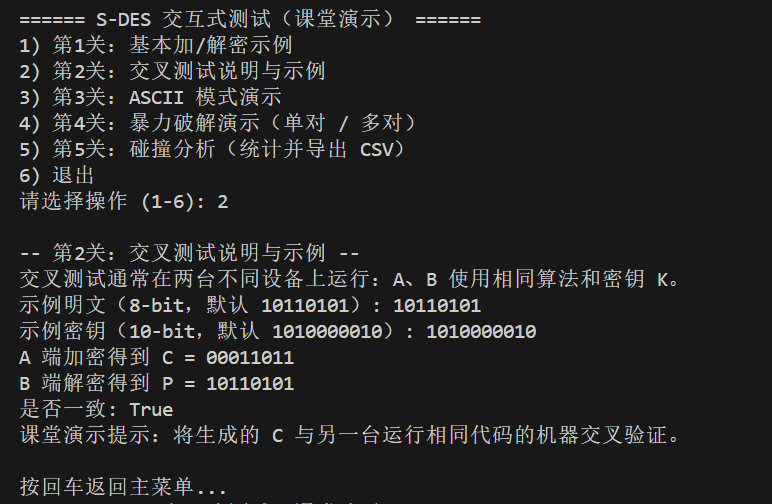 ====== S-DES 交互式测试（课堂演示） ======
1) 第1关: 基本加/解密示例
2) 第2关: 交叉测试说明与示例
3) 第3关: ASCII 模式演示
4) 第4关: 暴力破解演示（单对 / 多对）
5) 第5关: 碰撞分析（统计并导出 CSV）
6) 退出
请选择操作 (1-6): 2
-- 第2关: 交叉测试说明与示例 --
交叉测试通常在两台不同设备上运行: A、B 使用相同算法和密钥 K。
示例明文（8-bit, 默认 10110101）: 10110101
示例密钥（10-bit, 默认 1010000010）: 1010000010
A 端加密得到 C = 00011011
B 端解密得到 P = 10110101
是否一致: True
课堂演示提示: 将生成的 C 与另一台运行相同代码的机器交叉验证。
按回车返回主菜单...